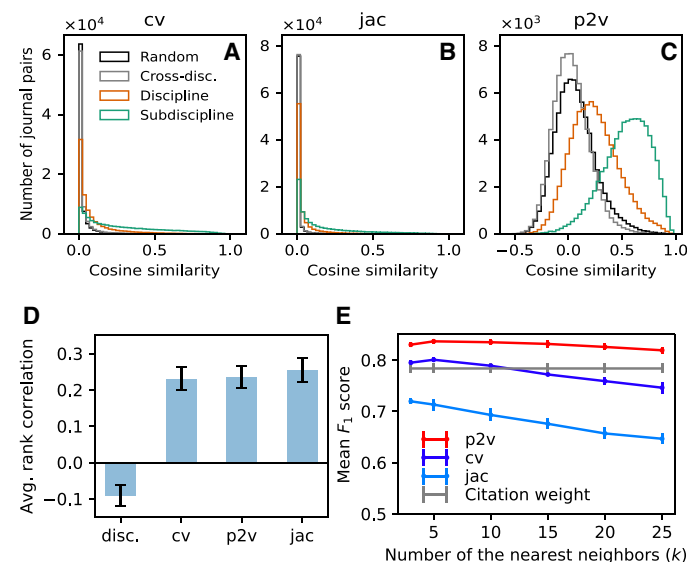 cv
jac
p2v
×10⁴
×10⁴
×10³
A
B
C
Random
Cross-disc.
Discipline
Subdiscipline
Number of journal pairs
6
4
2
0
8
6
4
2
0
8
6
4
2
0
0.0 0.5 1.0
0.0 0.5 1.0
−0.5 0.0 0.5 1.0
Cosine similarity
Cosine similarity
Cosine similarity
D
Avg. rank correlation
0.3
0.2
0.1
0.0
−0.1
disc. cv p2v jac
E
Mean F₁ score
0.8
0.7
0.6
0.5
p2v
cv
jac
Citation weight
5 10 15 20 25
Number of the nearest neighbors (k)